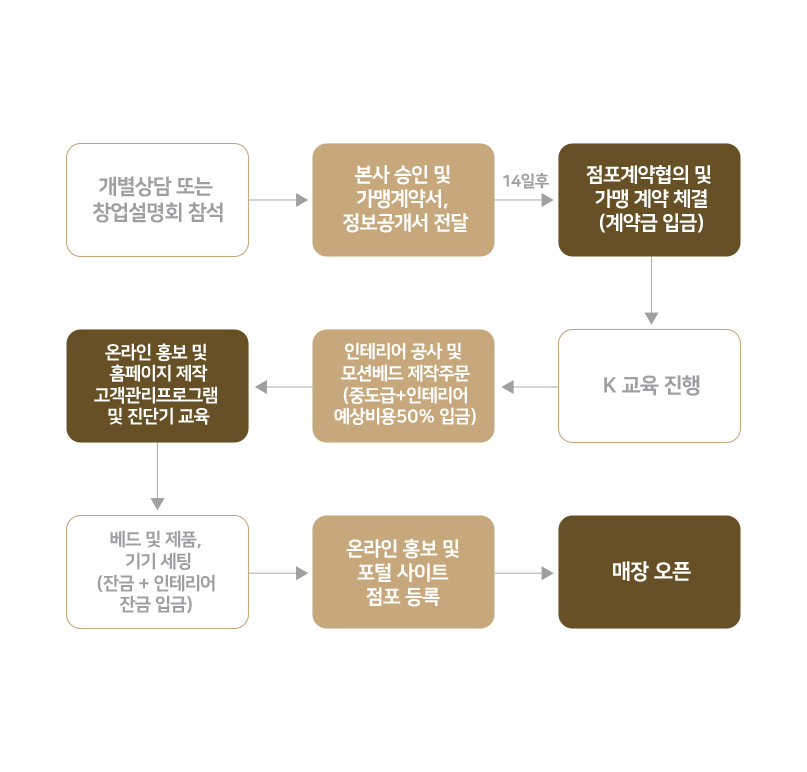 개별상담 또는
창업설명회 참석
본사 승인 및
가맹계약서,
정보공개서 전달
14일후
점포계약협의 및
가맹 계약 체결
(계약금 입금)
K 교육 진행
인테리어 공사 및
모션베드 제작주문
(중도급+인테리어
예상비용50% 입금)
온라인 홍보 및
홈페이지 제작
고객관리프로그램
및 진단기 교육
베드 및 제품,
기기 세팅
(잔금 + 인테리어
잔금 입금)
온라인 홍보 및
포털 사이트
점포 등록
매장 오픈